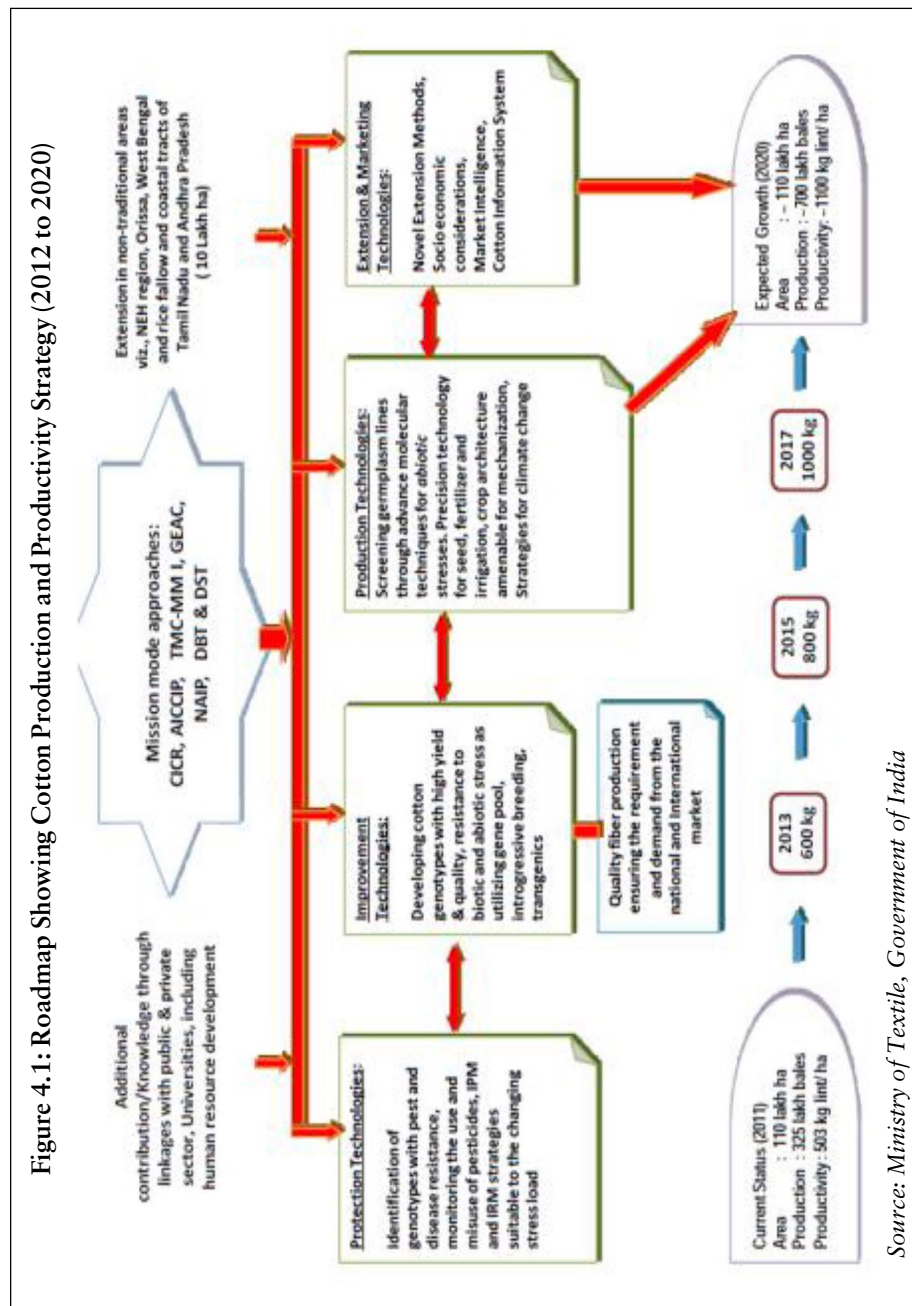 Figure 4.1: Roadmap Showing Cotton Production and Productivity Strategy (2012 to 2020)
Additional
contribution/Knowledge through
linkages with public & private
sector, Universities, including
human resource development
Mission mode approaches:
CICR, AICCIP, TMC-MM I, GEAC,
NAIP, DBT & DST
Extension in non-traditional areas
viz., NEH region, Orissa, West Bengal
and rice fallow and coastal tracts of
Tamil Nadu and Andhra Pradesh
( 10 Lakh ha)
Protection Technologies:
Identification of
genotypes with pest and
disease resistance,
monitoring the use and
misuse of pesticides, IPM
and IRM strategies
suitable to the changing
stress load
Improvement
Technologies:
Developing cotton
genotypes with high yield
& quality, resistance to
biotic and abiotic stress as
utilizing gene pool,
introgressive breeding,
transgenics
Quality fiber production
ensuring the requirement
and demand from the
national and International
market
Production Technologies:
Screening germplasm lines
through advance molecular
techniques for abiotic
stresses. Precision technology
for seed, fertilizer and
irrigation, crop architecture
amenable for mechanization,
Strategies for climate change
Extension & Marketing
Technologies:
Novel Extension Methods,
Socio economic
considerations,
Market Intelligence,
Cotton Information System
Current Status (2011)
Area : 110 lakh ha
Production : 325 lakh bales
Productivity : 503 kg lint/ ha
2013
600 kg
2015
800 kg
2017
1000 kg
Expected Growth (2020)
Area : ~ 110 lakh ha
Production : ~700 lakh bales
Productivity: ~1100 kg lint/ ha
Source: Ministry of Textile, Government of India